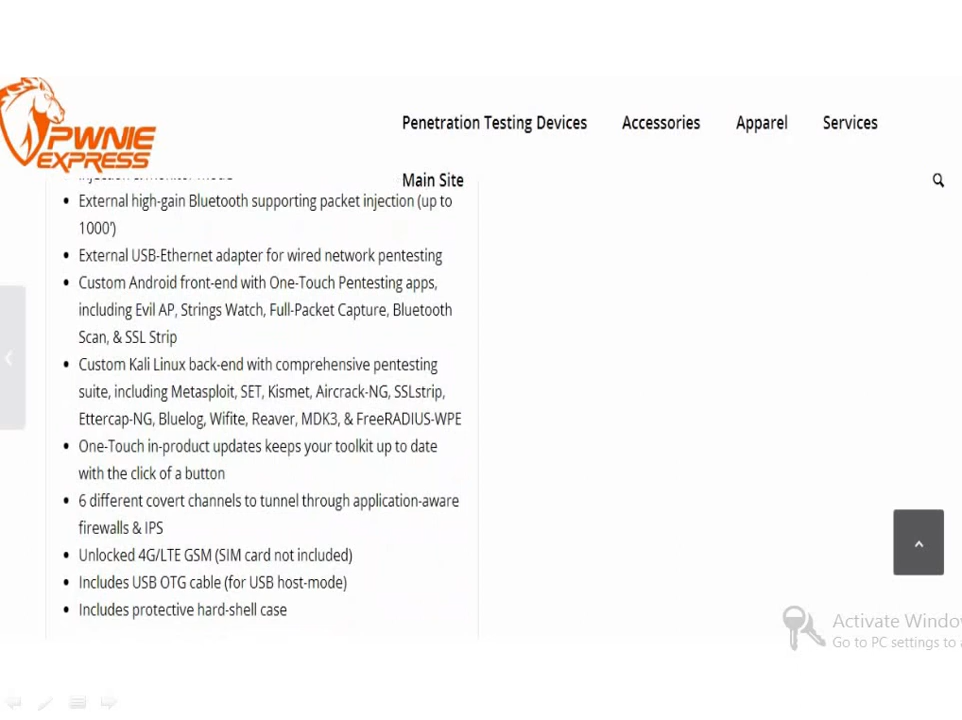 PWNIE
EXPRESS
Penetration Testing Devices Accessories Apparel Services
Main Site
External high-gain Bluetooth supporting packet injection (up to
1000')
External USB-Ethernet adapter for wired network pentesting
Custom Android front-end with One-Touch Pentesting apps,
including Evil AP, Strings Watch, Full-Packet Capture, Bluetooth
Scan, & SSL Strip
Custom Kali Linux back-end with comprehensive pentesting
suite, including Metasploit, SET, Kismet, Aircrack-NG, SSLstrip,
Ettercap-NG, Bluelog, Wifite, Reaver, MDK3, & FreeRADIUS-WPE
One-Touch in-product updates keeps your toolkit up to date
with the click of a button
6 different covert channels to tunnel through application-aware
firewalls & IPS
Unlocked 4G/LTE GSM (SIM card not included)
Includes USB OTG cable (for USB host-mode)
Includes protective hard-shell case
Activate Windo
Go to PC settings to a